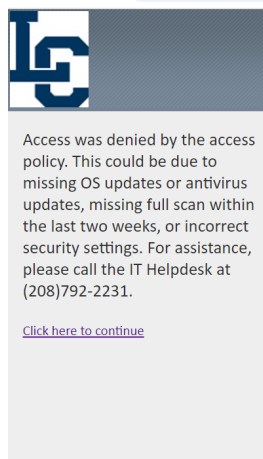 LC
Access was denied by the access
policy. This could be due to
missing OS updates or antivirus
updates, missing full scan within
the last two weeks, or incorrect
security settings. For assistance,
please call the IT Helpdesk at
(208)792-2231.
Click here to continue